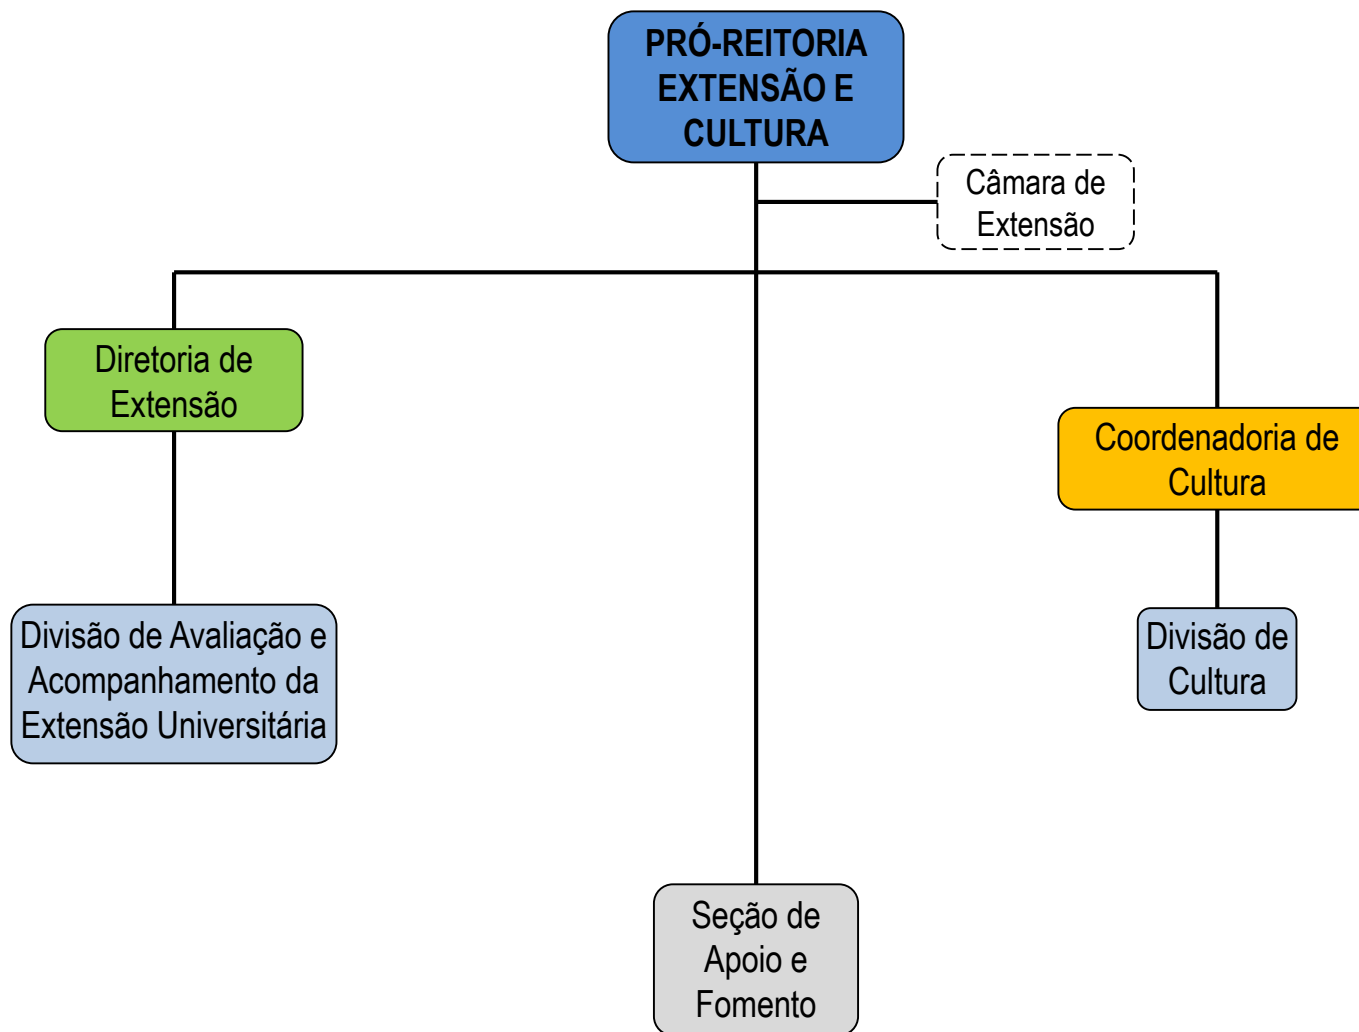 PRÓ-REITORIA
EXTENSÃO E
CULTURA
Câmara de
Extensão
Diretoria de
Extensão
Coordenadoria de
Cultura
Divisão de Avaliação e
Acompanhamento da
Extensão Universitária
Divisão de
Cultura
Seção de
Apoio e
Fomento